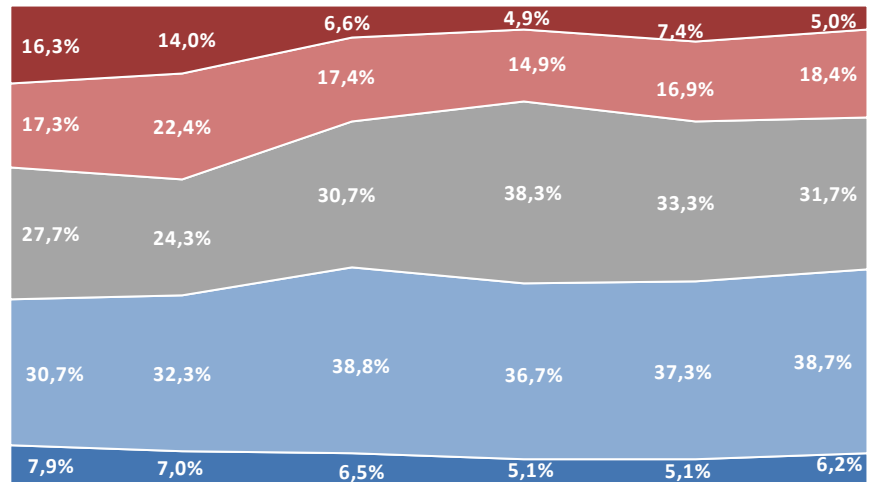 16,3% 14,0% 6,6% 4,9% 7,4% 5,0%
17,3% 22,4% 17,4% 14,9% 16,9% 18,4%
27,7% 24,3% 30,7% 38,3% 33,3% 31,7%
30,7% 32,3% 38,8% 36,7% 37,3% 38,7%
7,9% 7,0% 6,5% 5,1% 5,1% 6,2%